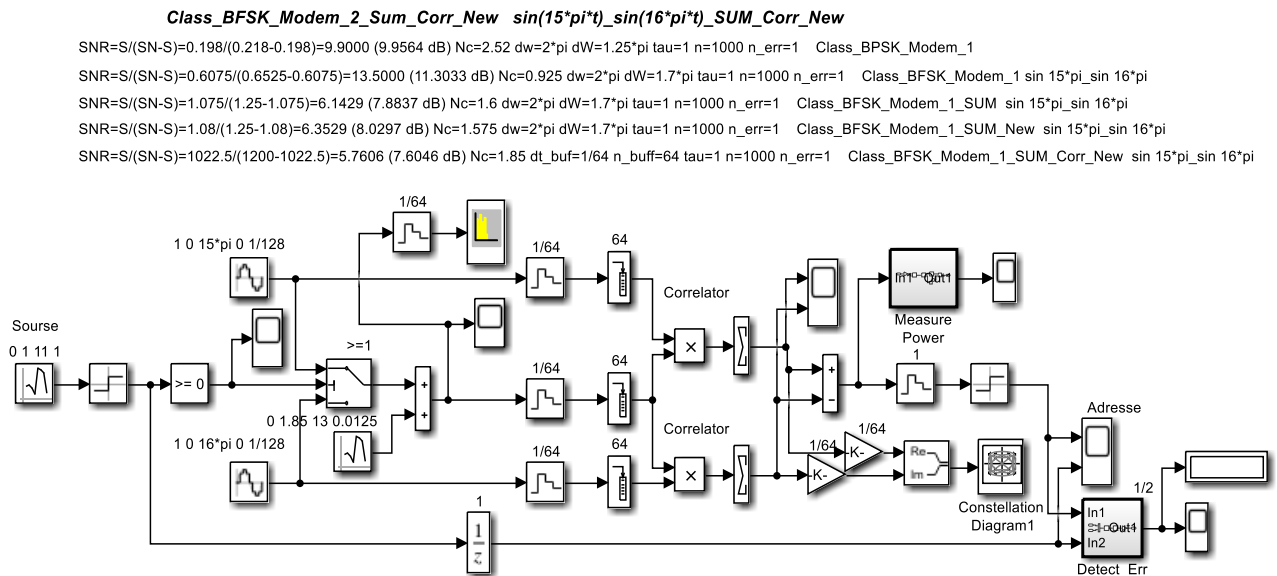 Class_BFSK_Modem_2_Sum_Corr_New sin(15*pi*t)_sin(16*pi*t)_SUM_Corr_New
SNR=S/(SN-S)=0.198/(0.218-0.198)=9.9000 (9.9564 dB) Nc=2.52 dw=2*pi dW=1.25*pi tau=1 n=1000 n_err=1 Class_BPSK_Modem_1
SNR=S/(SN-S)=0.6075/(0.6525-0.6075)=13.5000 (11.3033 dB) Nc=0.925 dw=2*pi dW=1.7*pi tau=1 n=1000 n_err=1 Class_BFSK_Modem_1 sin 15*pi_sin 16*pi
SNR=S/(SN-S)=1.075/(1.25-1.075)=6.1429 (7.8837 dB) Nc=1.6 dw=2*pi dW=1.7*pi tau=1 n=1000 n_err=1 Class_BFSK_Modem_1_SUM sin 15*pi_sin 16*pi
SNR=S/(SN-S)=1.08/(1.25-1.08)=6.3529 (8.0297 dB) Nc=1.575 dw=2*pi dW=1.7*pi tau=1 n=1000 n_err=1 Class_BFSK_Modem_1_SUM_New sin 15*pi_sin 16*pi
SNR=S/(SN-S)=1022.5/(1200-1022.5)=5.7606 (7.6046 dB) Nc=1.85 dt_buf=1/64 n_buff=64 tau=1 n=1000 n_err=1 Class_BFSK_Modem_1_SUM_Corr_New sin 15*pi_sin 16*pi
1/64
1 0 15*pi 0 1/128
1/64
64
Correlator
In1 Out1
Measure
Power
Sourse
0 1 11 1
>= 0
>=1
+
+
1/64
64
×
+
−
1
Adresse
0 1.85 13 0.0125
1 0 16*pi 0 1/128
1/64
64
Correlator
×
1/64
-K-
1/64
-K-
Re
Im
Constellation
Diagram1
1
1
z
1/2
In1
In2
Out1
Detect Err